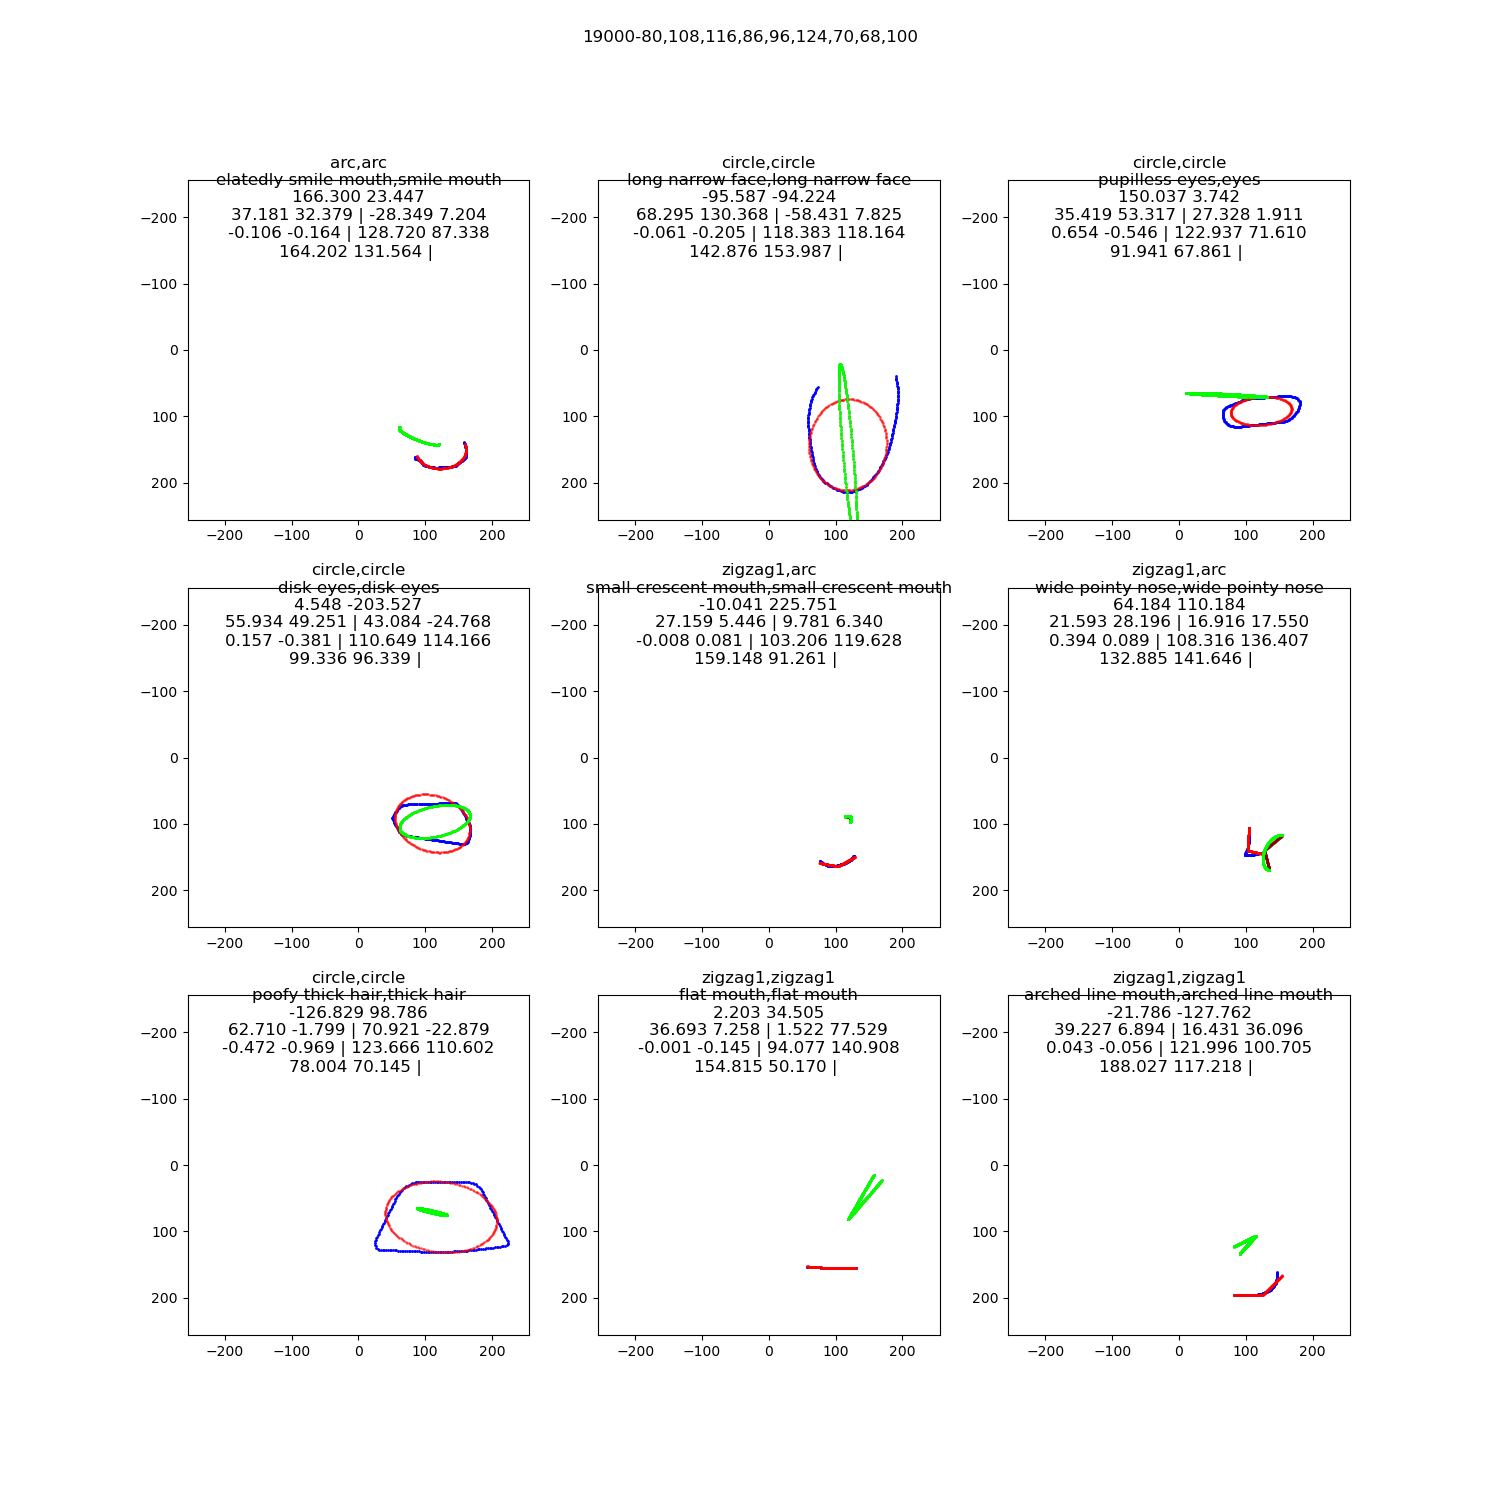 19000-80,108,116,86,96,124,70,68,100
arc,arc
elatedly smile mouth,smile mouth
166.300 23.447
37.181 32.379 | -28.349 7.204
-0.106 -0.164 | 128.720 87.338
164.202 131.564 |
−200
−100
0
100
200
−200 −100 0 100 200
circle,circle
long narrow face,long narrow face
-95.587 -94.224
68.295 130.368 | -58.431 7.825
-0.061 -0.205 | 118.383 118.164
142.876 153.987 |
−200
−100
0
100
200
−200 −100 0 100 200
circle,circle
pupilless eyes,eyes
150.037 3.742
35.419 53.317 | 27.328 1.911
0.654 -0.546 | 122.937 71.610
91.941 67.861 |
−200
−100
0
100
200
−200 −100 0 100 200
circle,circle
disk eyes,disk eyes
4.548 -203.527
55.934 49.251 | 43.084 -24.768
0.157 -0.381 | 110.649 114.166
99.336 96.339 |
−200
−100
0
100
200
−200 −100 0 100 200
zigzag1,arc
small crescent mouth,small crescent mouth
-10.041 225.751
27.159 5.446 | 9.781 6.340
-0.008 0.081 | 103.206 119.628
159.148 91.261 |
−200
−100
0
100
200
−200 −100 0 100 200
zigzag1,arc
wide pointy nose,wide pointy nose
64.184 110.184
21.593 28.196 | 16.916 17.550
0.394 0.089 | 108.316 136.407
132.885 141.646 |
−200
−100
0
100
200
−200 −100 0 100 200
circle,circle
poofy thick hair,thick hair
-126.829 98.786
62.710 -1.799 | 70.921 -22.879
-0.472 -0.969 | 123.666 110.602
78.004 70.145 |
−200
−100
0
100
200
−200 −100 0 100 200
zigzag1,zigzag1
flat mouth,flat mouth
2.203 34.505
36.693 7.258 | 1.522 77.529
-0.001 -0.145 | 94.077 140.908
154.815 50.170 |
−200
−100
0
100
200
−200 −100 0 100 200
zigzag1,zigzag1
arched line mouth,arched line mouth
-21.786 -127.762
39.227 6.894 | 16.431 36.096
0.043 -0.056 | 121.996 100.705
188.027 117.218 |
−200
−100
0
100
200
−200 −100 0 100 200